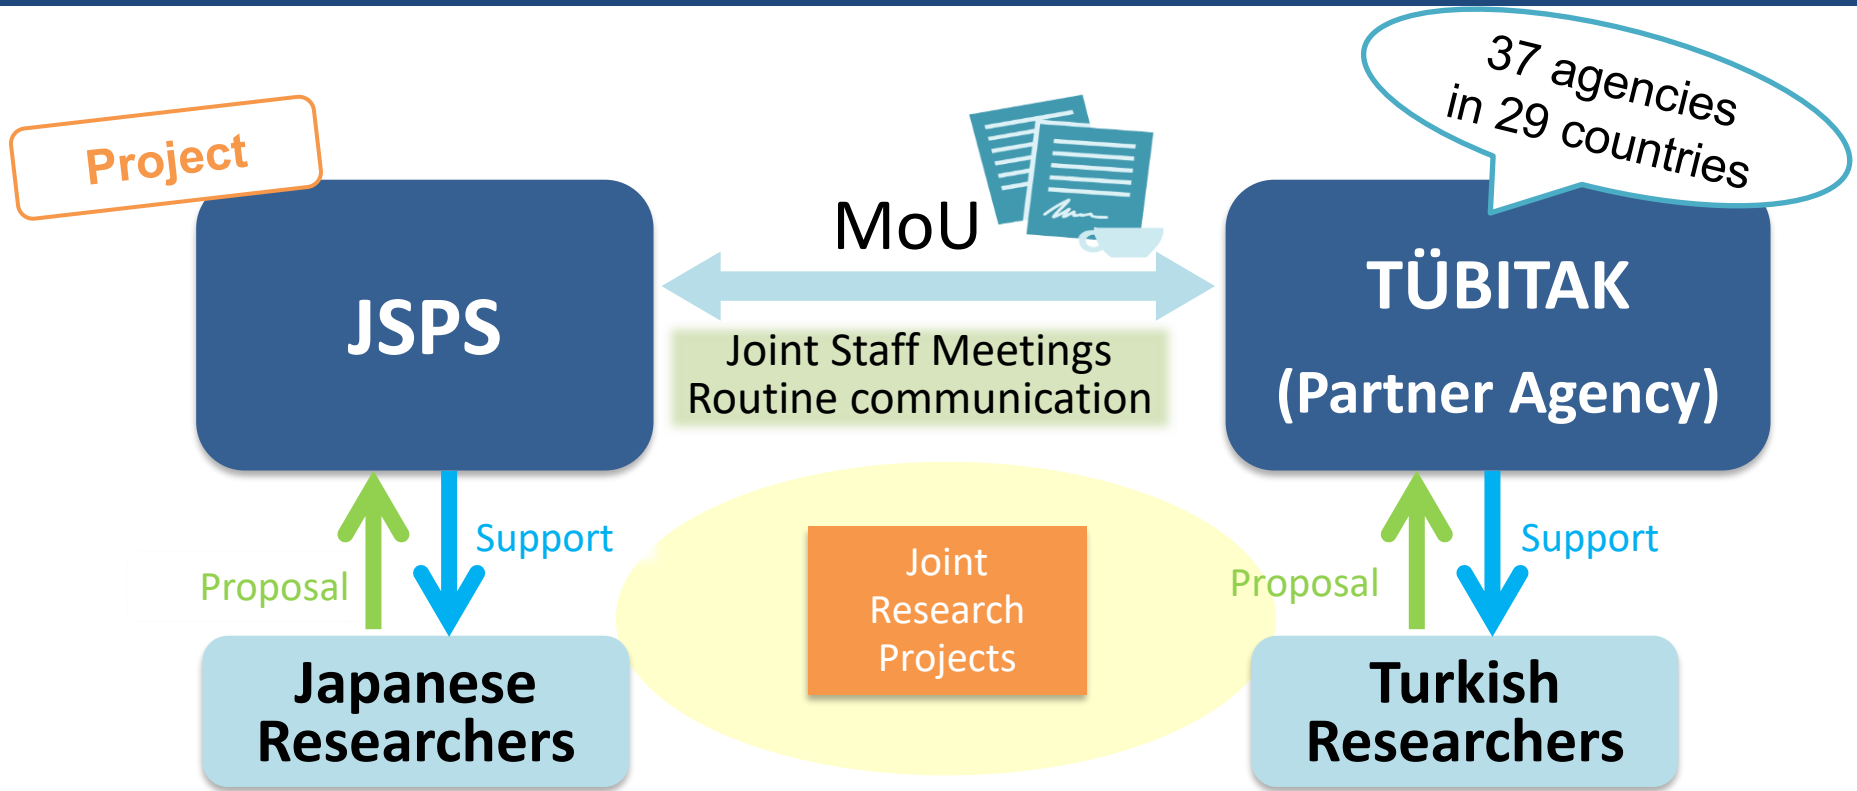 37 agencies
in 29 countries
Project
MoU
JSPS
TÜBITAK
(Partner Agency)
Joint Staff Meetings
Routine communication
Proposal
Support
Joint
Research
Projects
Proposal
Support
Japanese
Researchers
Turkish
Researchers